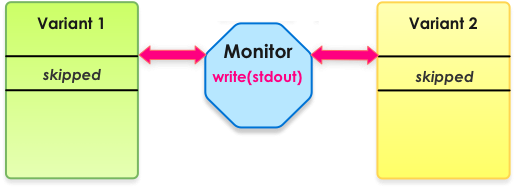 Variant 1
skipped
Monitor
write(stdout)
Variant 2
skipped